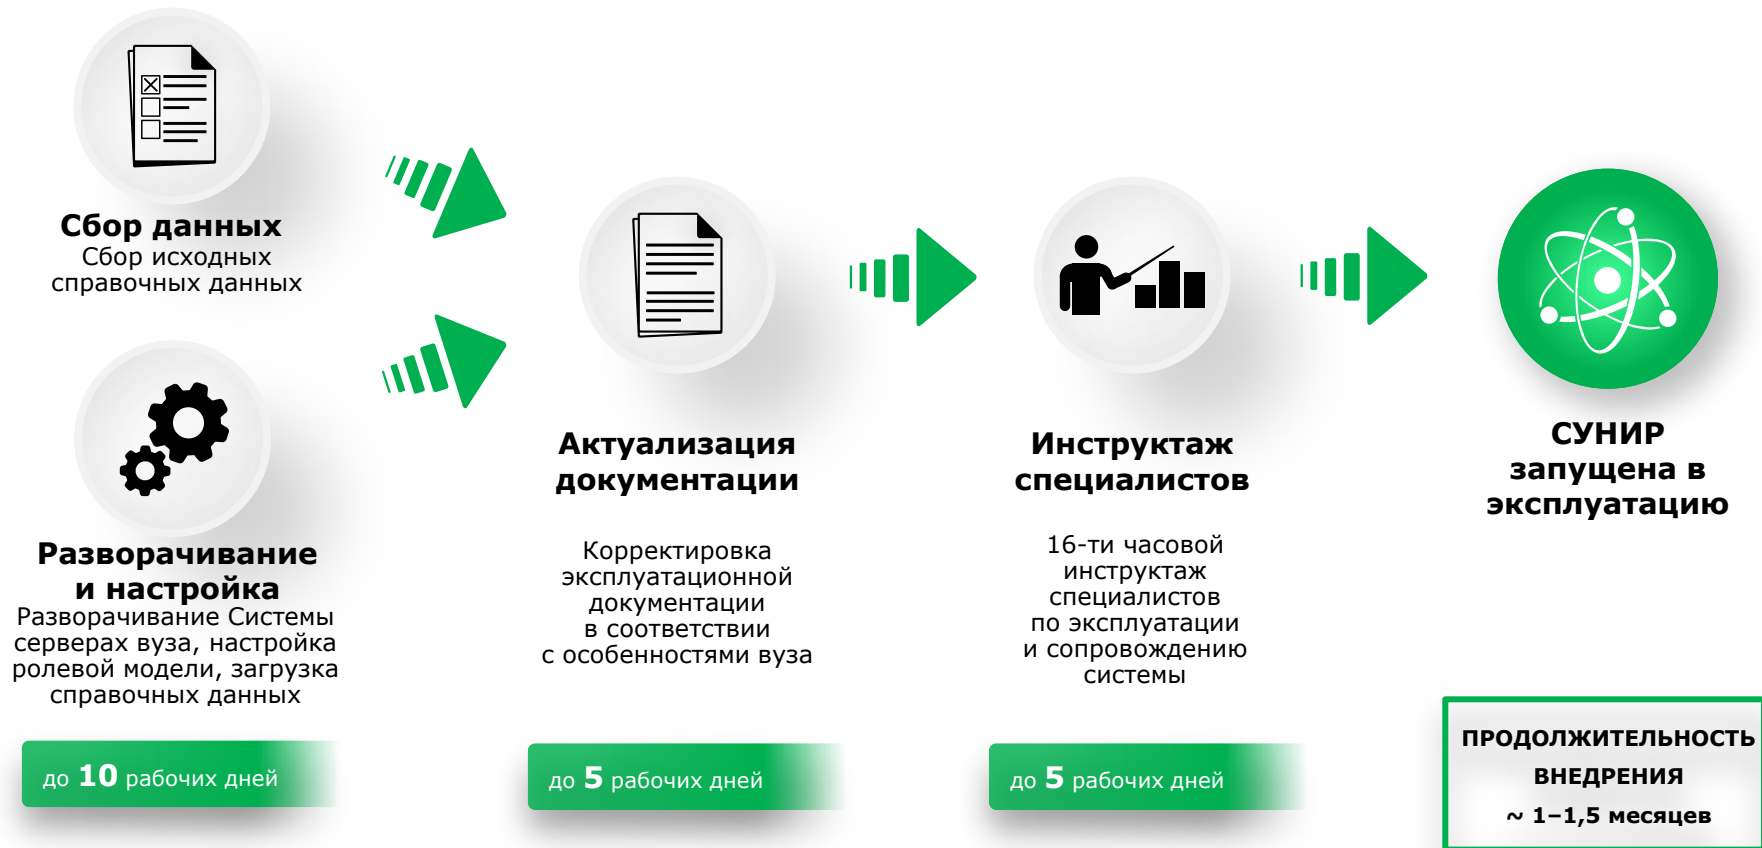 Сбор данных
Сбор исходных
справочных данных
Разворачивание
и настройка
Разворачивание Системы
серверах вуза, настройка
ролевой модели, загрузка
справочных данных
до 10 рабочих дней
Актуализация
документации
Корректировка
эксплуатационной
документации
в соответствии
с особенностями вуза
до 5 рабочих дней
Инструктаж
специалистов
16-ти часовой
инструктаж
специалистов
по эксплуатации
и сопровождению
системы
до 5 рабочих дней
СУНИР
запущена в
эксплуатацию
ПРОДОЛЖИТЕЛЬНОСТЬ
ВНЕДРЕНИЯ
~ 1–1,5 месяцев